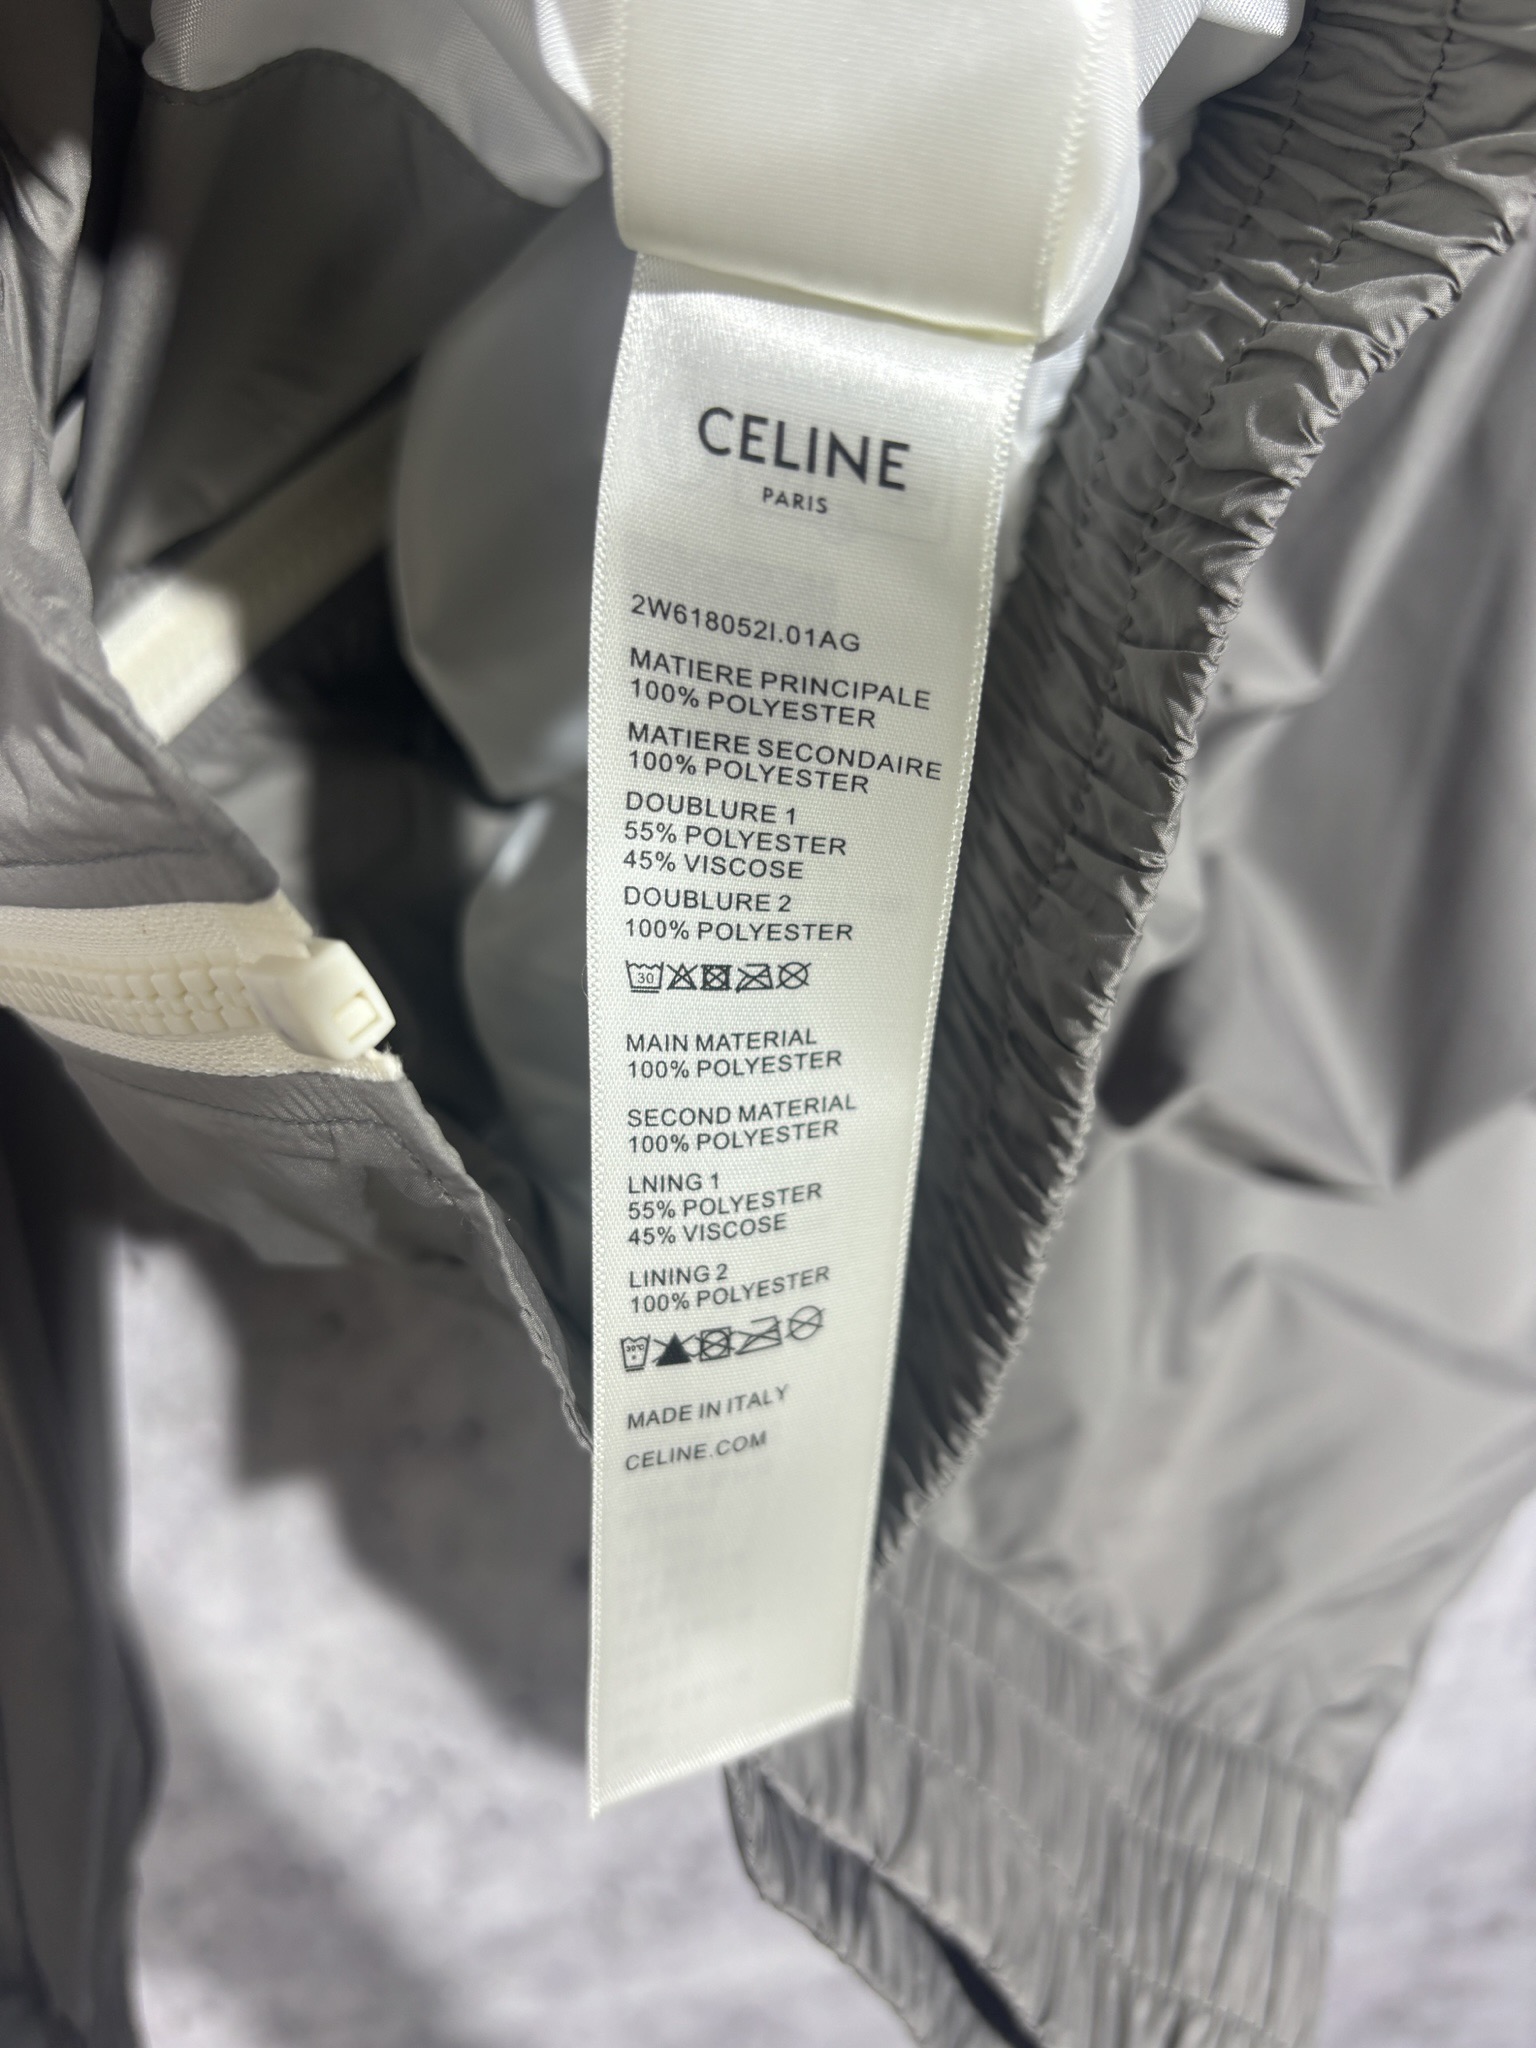 CELINE
PARIS
2W618052I.01AG
MATIERE PRINCIPALE
100% POLYESTER
MATIERE SECONDAIRE
100% POLYESTER
DOUBLURE 1
55% POLYESTER
45% VISCOSE
DOUBLURE 2
100% POLYESTER
30
MAIN MATERIAL
100% POLYESTER
SECOND MATERIAL
100% POLYESTER
LNING 1
55% POLYESTER
45% VISCOSE
LINING 2
100% POLYESTER
30°C
MADE IN ITALY
CELINE.COM